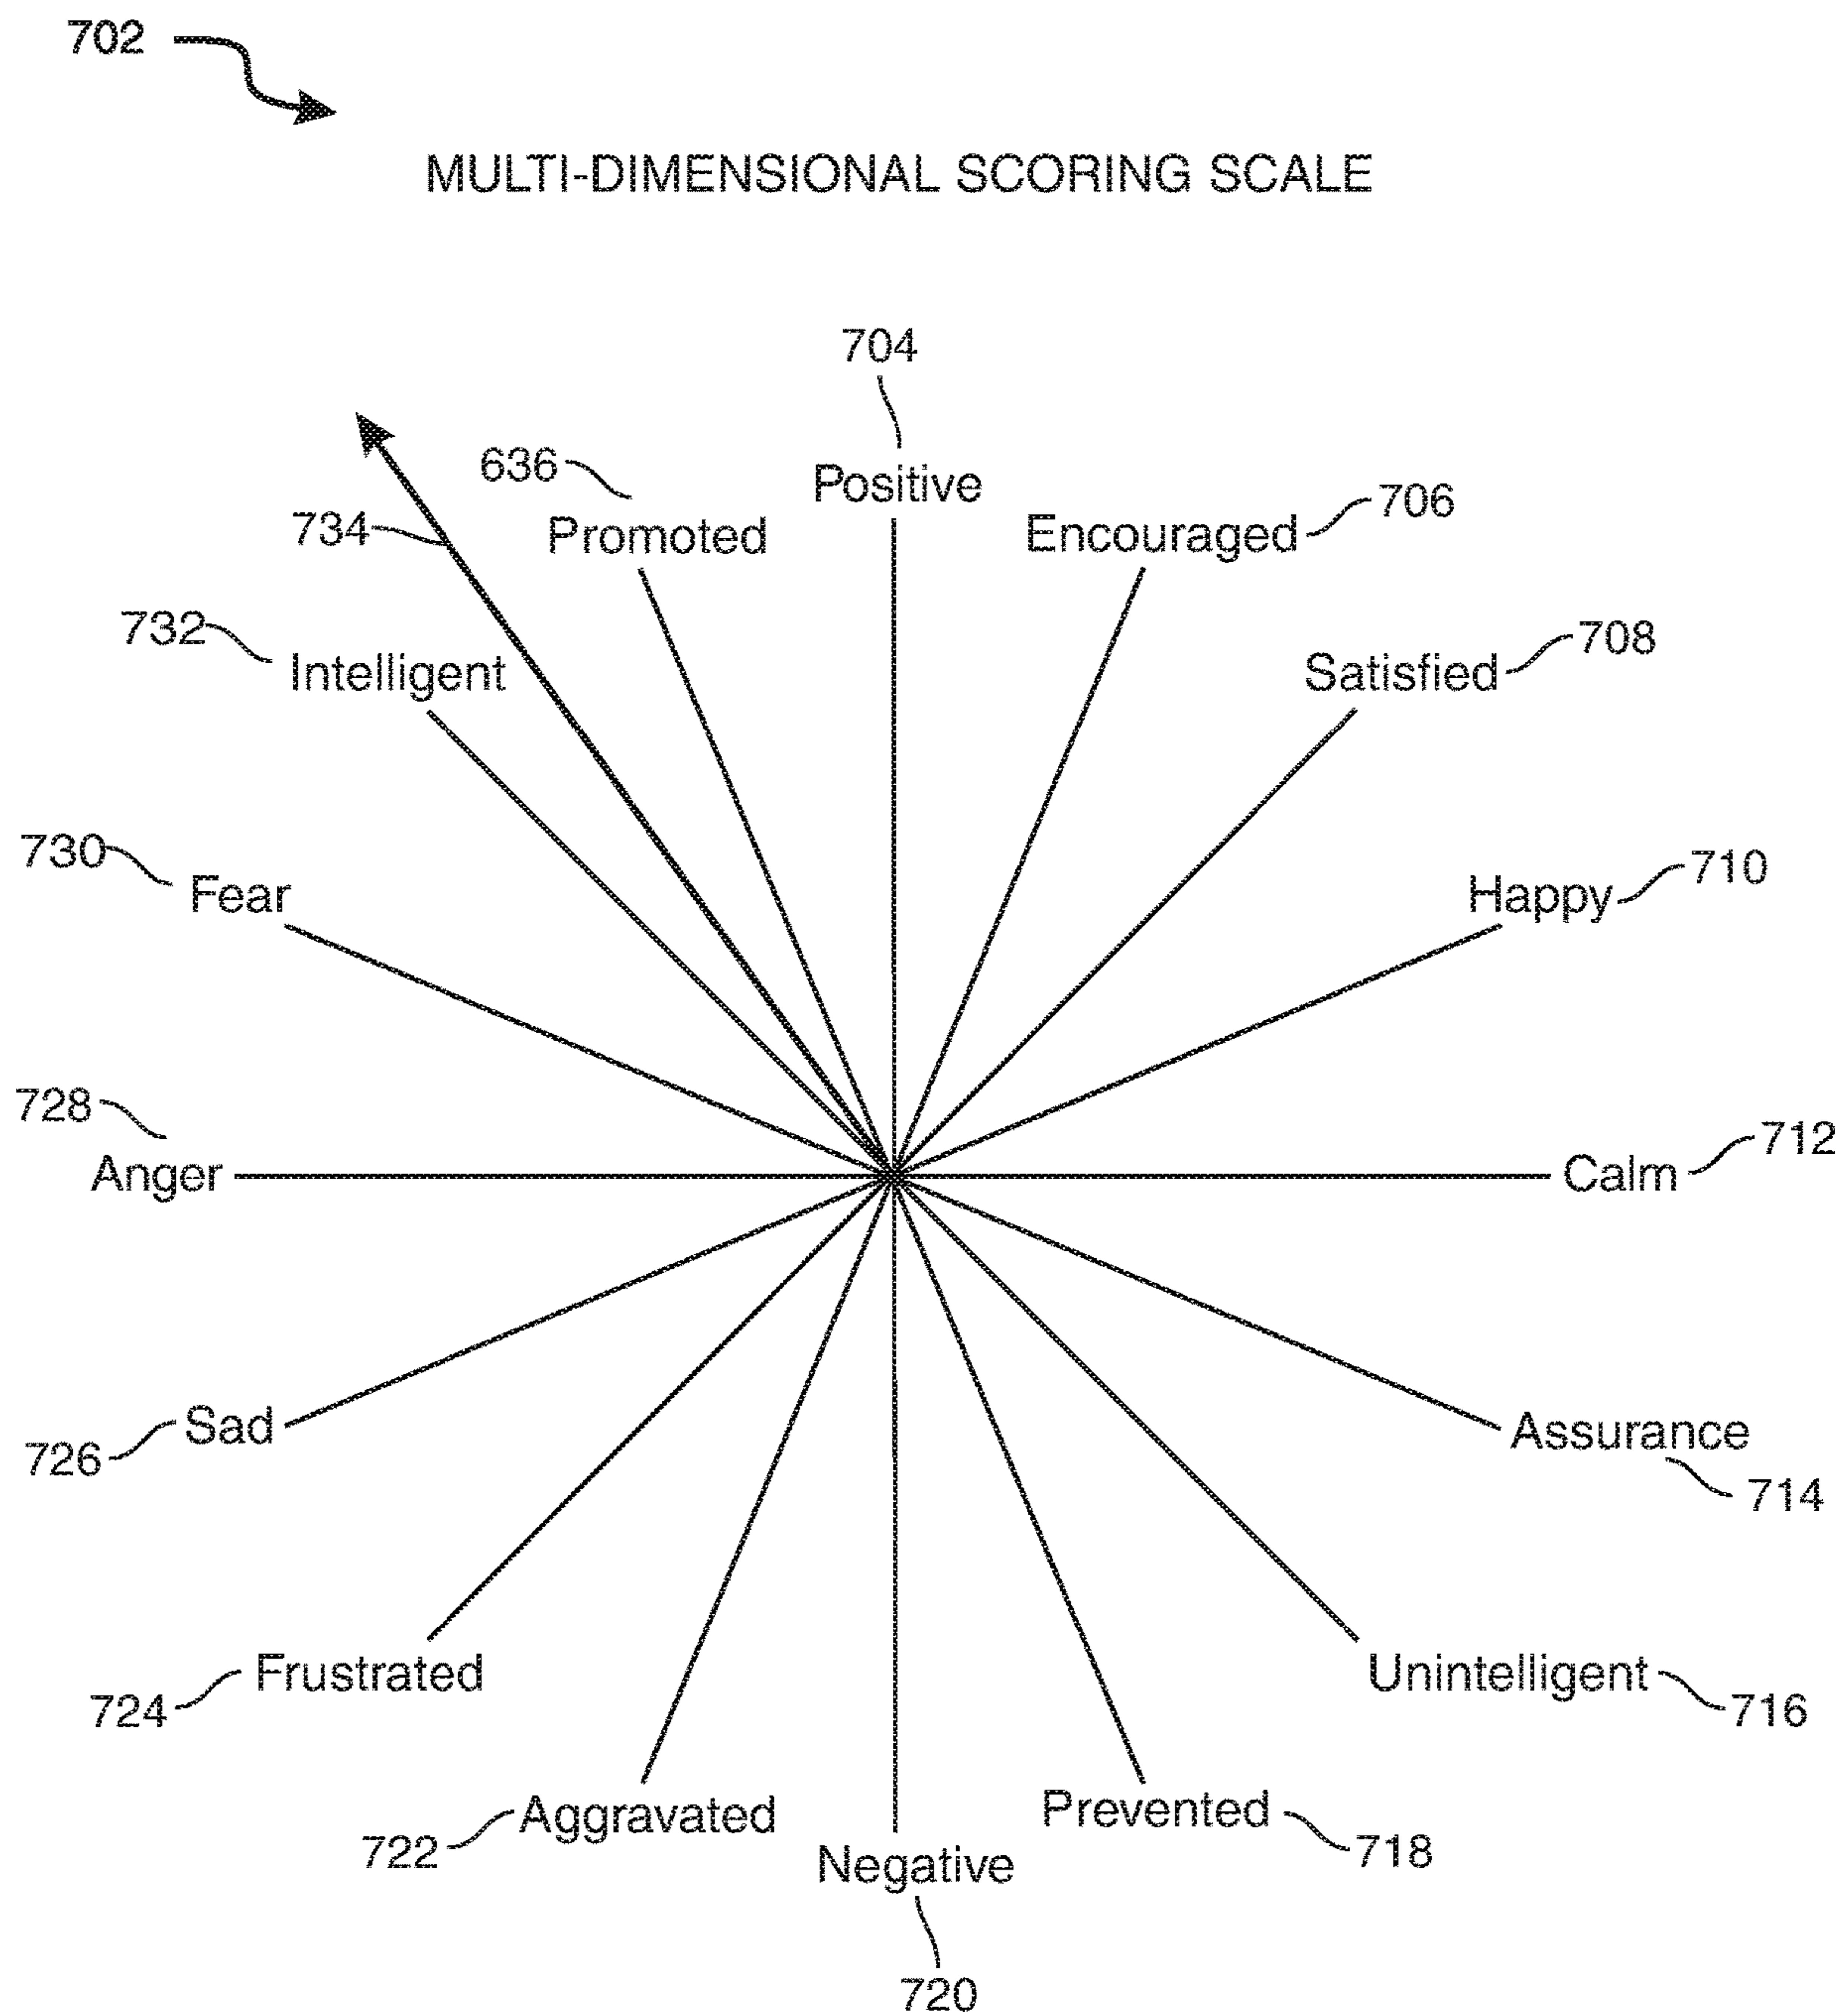 702
MULTI-DIMENSIONAL SCORING SCALE
704
636
Positive
706
734
Promoted
Encouraged
732
708
Intelligent
Satisfied
730
710
Fear
Happy
728
712
Anger
Calm
Sad
Assurance
726
714
Frustrated
Unintelligent
724
716
Aggravated
Prevented
722
718
Negative
720